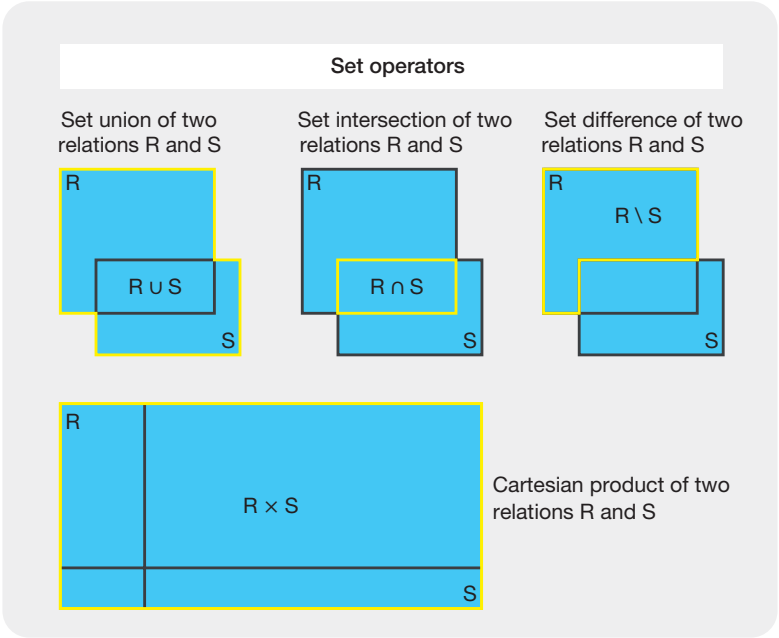 Set operators
Set union of two
relations R and S
R
R ∪ S
S
Set intersection of two
relations R and S
R
R ∩ S
S
Set difference of two
relations R and S
R
R \ S
S
R
R × S
S
Cartesian product of two
relations R and S